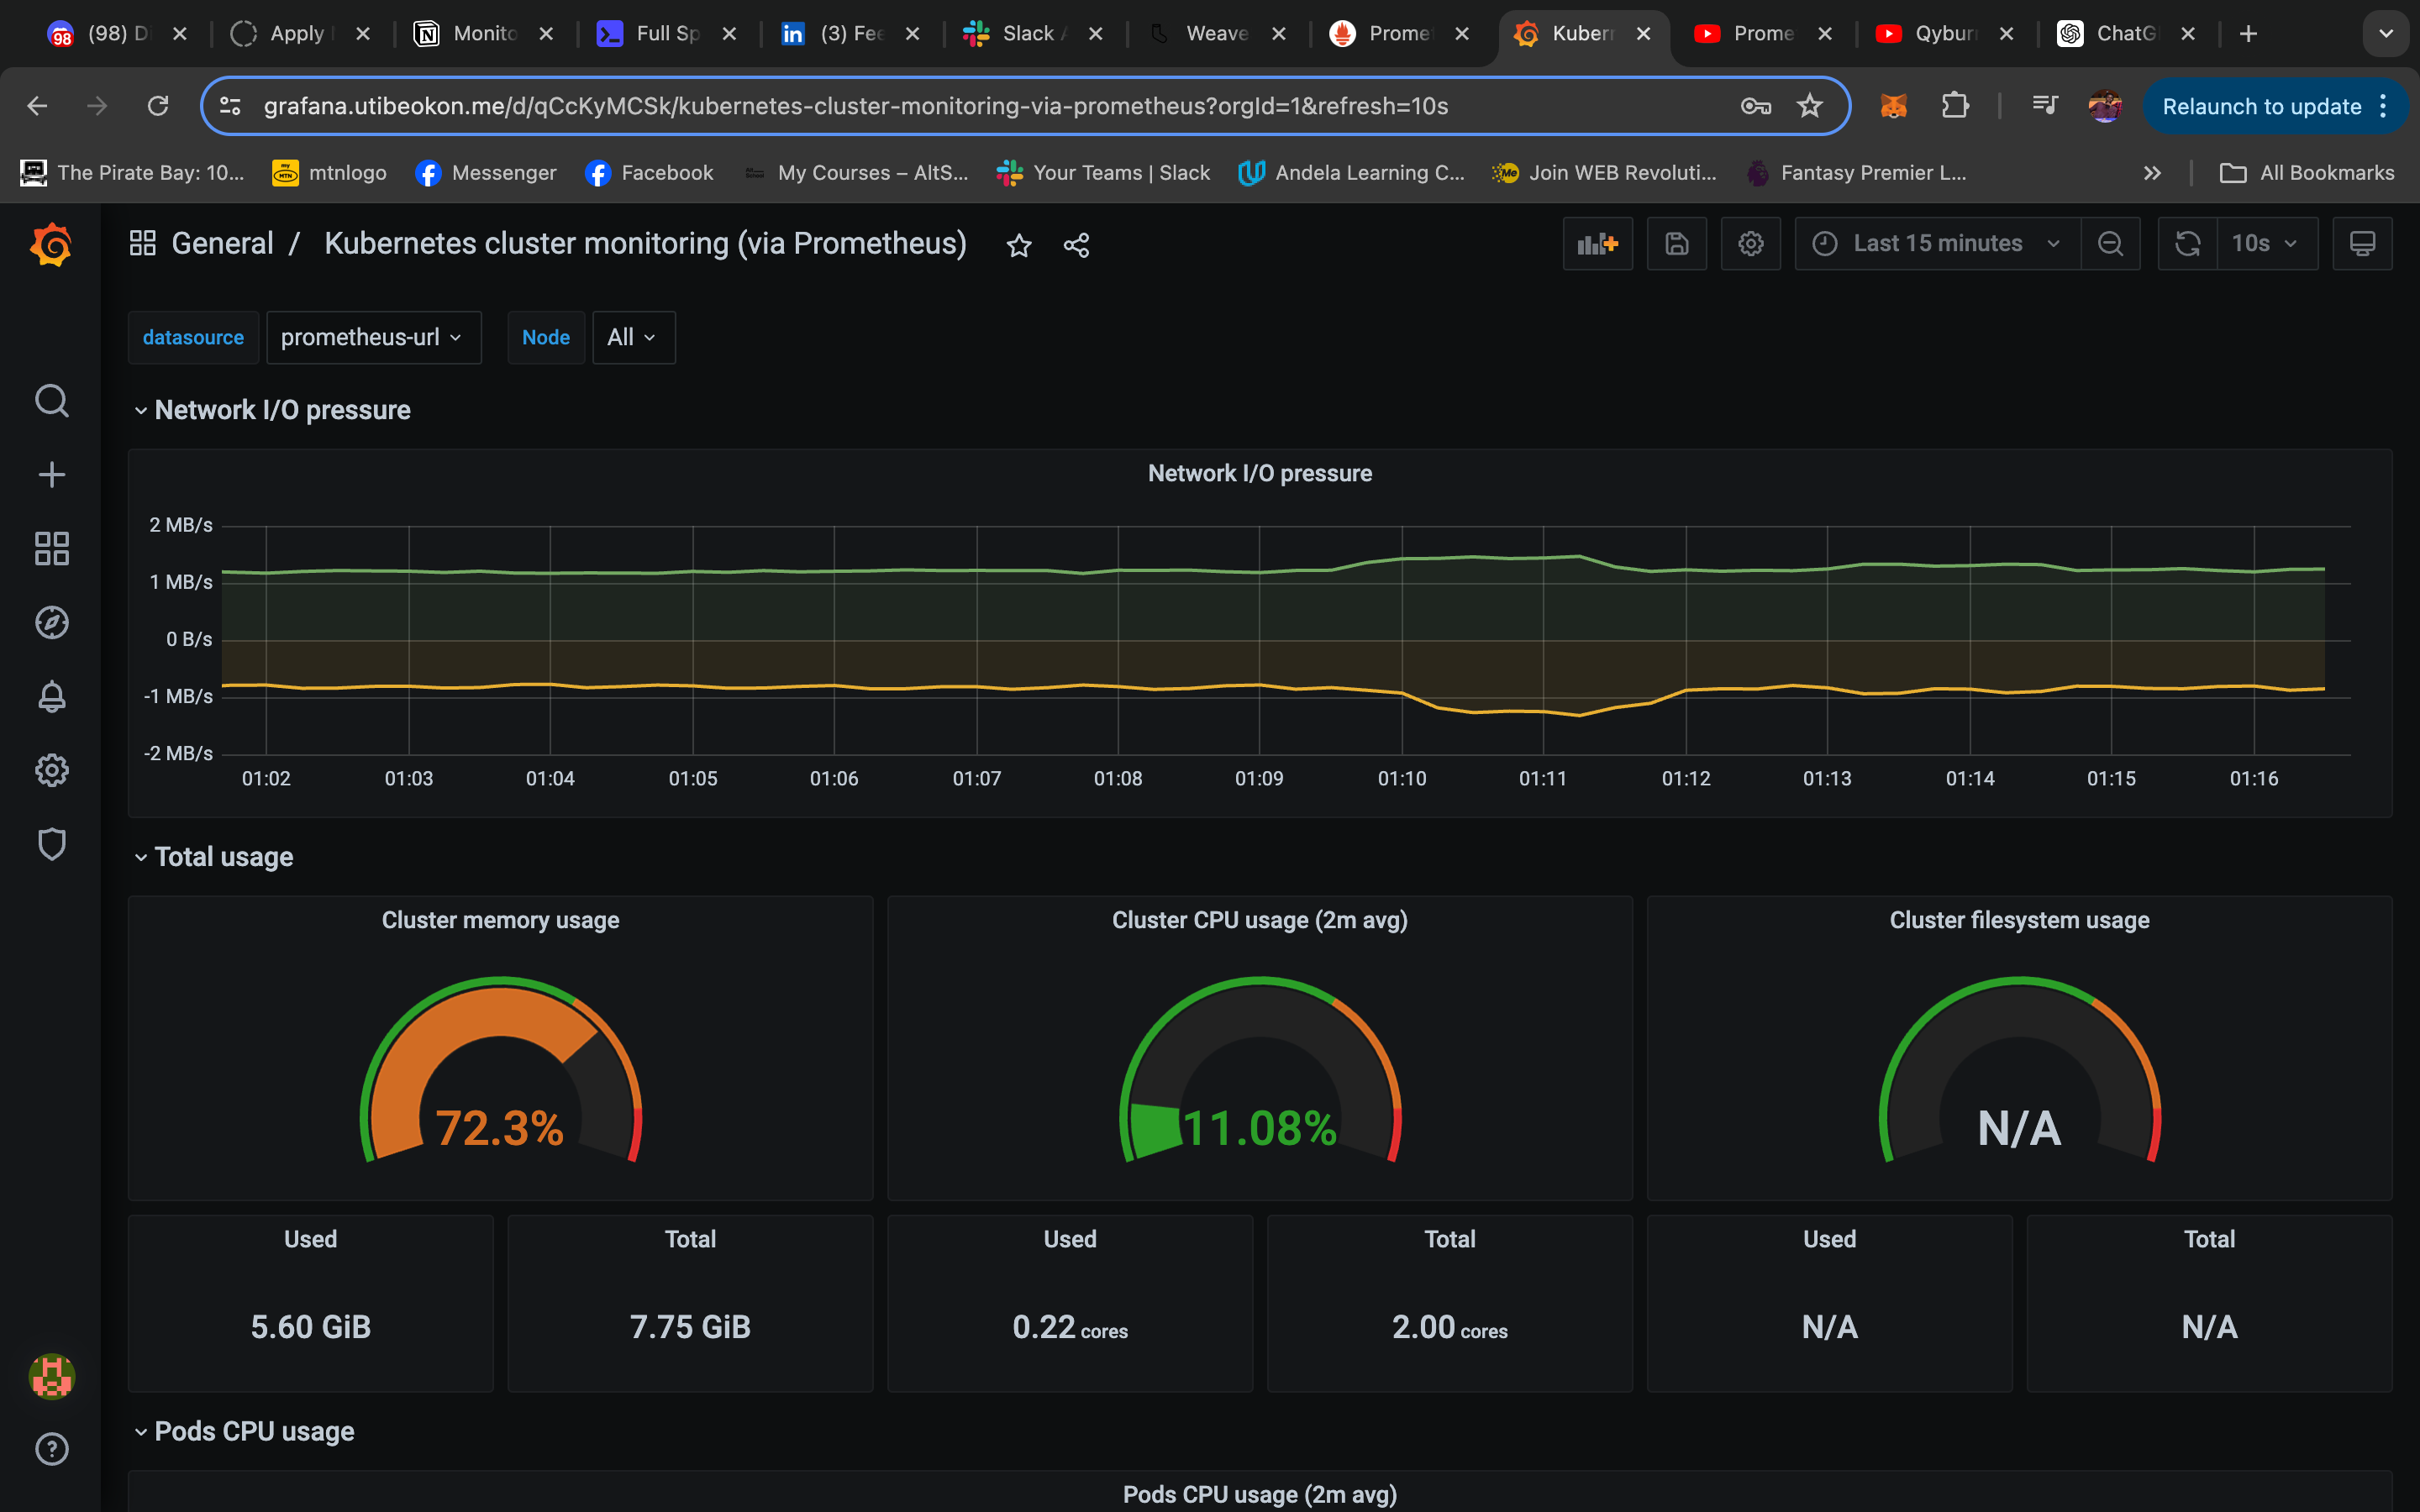 98
(98) D
Apply
Monito
Full Sp
(3) Fee
Slack
Weave
Promet
Kubern
Prome
Qyburn
ChatG
grafana.utibeokon.me/d/qCcKyMCSk/kubernetes-cluster-monitoring-via-prometheus?orgId=1&refresh=10s
Relaunch to update
The Pirate Bay: 10...
mtnlogo
Messenger
Facebook
My Courses – AltS...
Your Teams | Slack
Andela Learning C...
Join WEB Revoluti...
Fantasy Premier L...
All Bookmarks
General / Kubernetes cluster monitoring (via Prometheus)
Last 15 minutes
10s
datasource prometheus-url Node All
Network I/O pressure
Network I/O pressure
2 MB/s
1 MB/s
0 B/s
-1 MB/s
-2 MB/s
01:02 01:03 01:04 01:05 01:06 01:07 01:08 01:09 01:10 01:11 01:12 01:13 01:14 01:15 01:16
Total usage
Cluster memory usage
72.3%
Cluster CPU usage (2m avg)
11.08%
Cluster filesystem usage
N/A
Used
5.60 GiB
Total
7.75 GiB
Used
0.22 cores
Total
2.00 cores
Used
N/A
Total
N/A
Pods CPU usage
Pods CPU usage (2m avg)